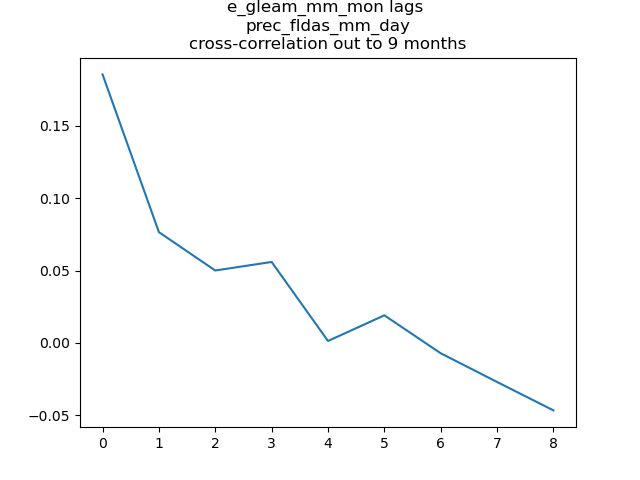 e_gleam_mm_mon lags
prec_fldas_mm_day
cross-correlation out to 9 months
0.15
0.10
0.05
0.00
−0.05
0 1 2 3 4 5 6 7 8